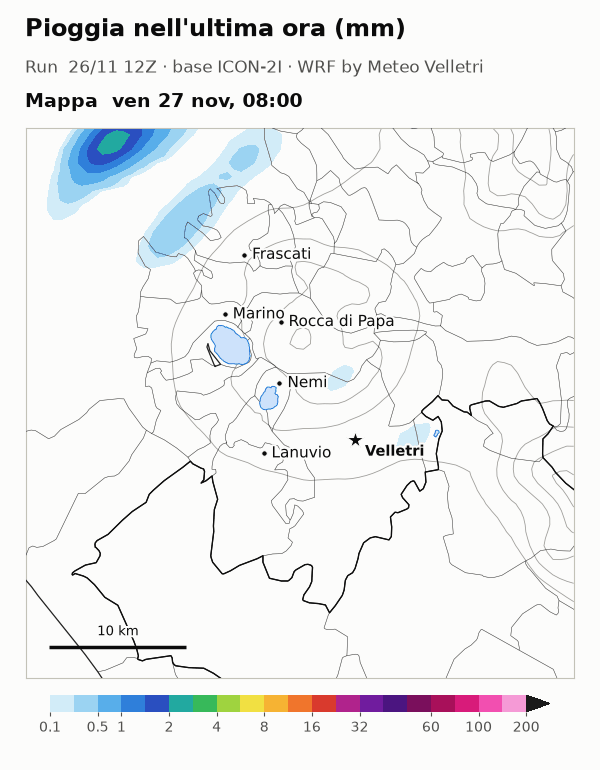 Pioggia nell'ultima ora (mm)
Run  26/11 12Z · base ICON-2I · WRF by Meteo Velletri
Mappa  ven 27 nov, 08:00
Frascati
Marino
Rocca di Papa
Nemi
Velletri
Lanuvio
10 km
0.1 0.5 1 2 4 8 16 32 60 100 200